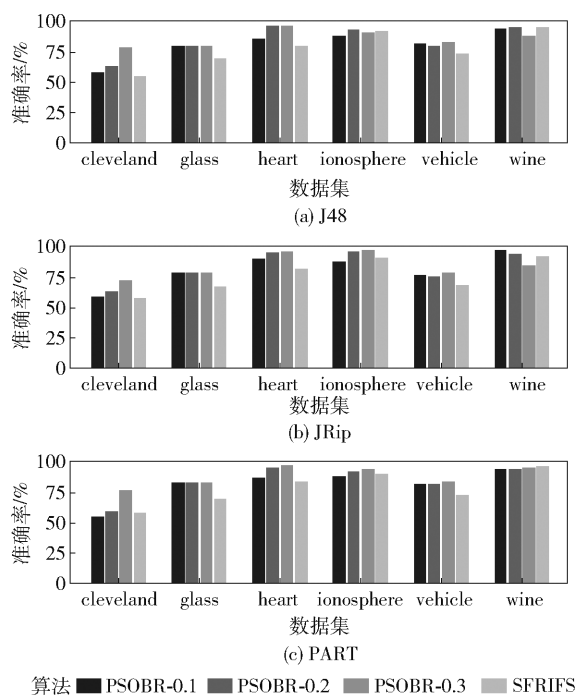 准确率/%
100
75
50
25
0
cleveland glass heart ionosphere vehicle wine
数据集
(a) J48
准确率/%
100
75
50
75
0
cleveland glass heart ionosphere vehicle wine
数据集
(b) JRip
准确率/%
100
75
50
25
0
cleveland glass heart ionosphere vehicle wine
数据集
(c) PART
算法 PSOBR-0.1 PSOBR-0.2 PSOBR-0.3 SFRIFS